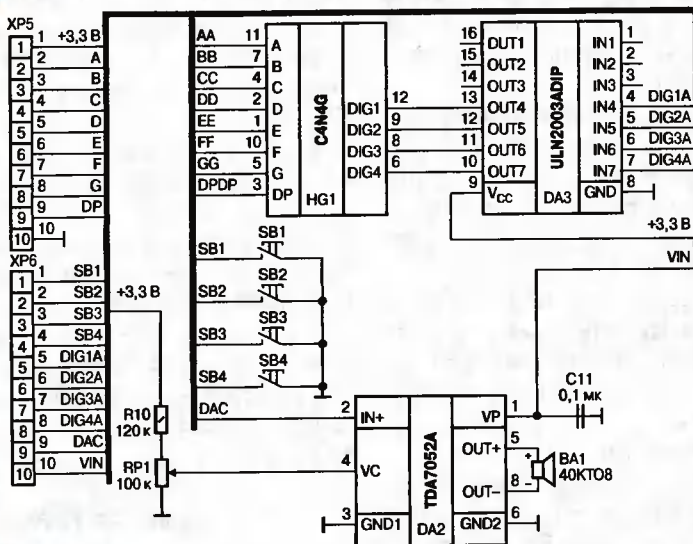 XP5
1 1 +3,3 В
2 2 A
3 3 B
4 4 C
5 5 D
6 6 E
7 7 F
8 8 G
9 9 DP
10 10
XP6
1 1 SB1
2 2 SB2
3 3 SB3
4 4 SB4
5 5 DIG1A
6 6 DIG2A
7 7 DIG3A
8 8 DIG4A
9 9 DAC
10 10 VIN
+3,3 В
R10
120 к
RP1
100 к
AA 11 A
BB 7 B
CC 4 C
DD 2 D
EE 1 E
FF 10 F
GG 5 G
DPDP 3 DP
C4N4G
HG1
DIG1 12
DIG2 9
DIG3 8
DIG4 6
16 OUT1
15 OUT2
14 OUT3
13 OUT4
12 OUT5
11 OUT6
10 OUT7
9 VCC
ULN2003ADIP
DA3
IN1 1
IN2 2
IN3 3
IN4 4 DIG1A
IN5 5 DIG2A
IN6 6 DIG3A
IN7 7 DIG4A
GND 8
+3,3 В
VIN
SB1 SB1
SB2 SB2
SB3 SB3
SB4 SB4
DAC
2 IN+
4 VC
3 GND1
TDA7052A
DA2
VP 1
OUT+ 5
OUT– 8
GND2 6
C11
0,1 мк
+
–
BA1
40КТ08